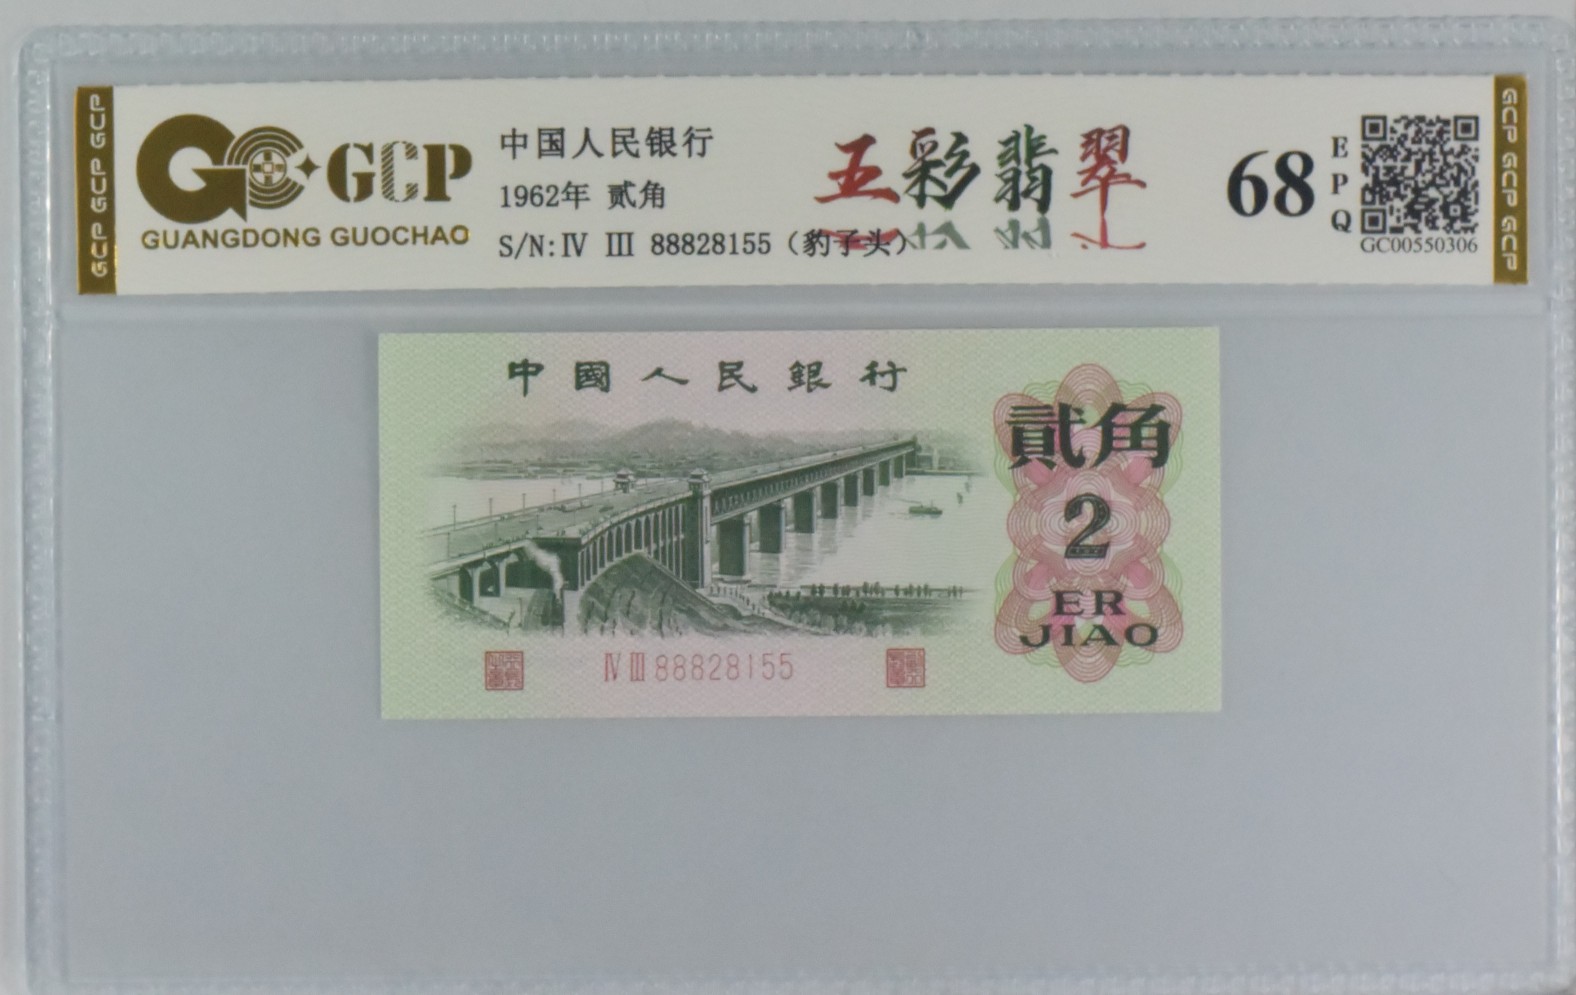 GCP GCP GCP
GCP
GUANGDONG GUOCHAO
中国人民银行
1962年 贰角
S/N:Ⅳ Ⅲ 88828155（豹子头）
五彩翡翠
68
EPQ
GC00550306
GCP GCP GCP
中國人民銀行
貳角
2
ER
JIAO
Ⅳ Ⅲ 88828155